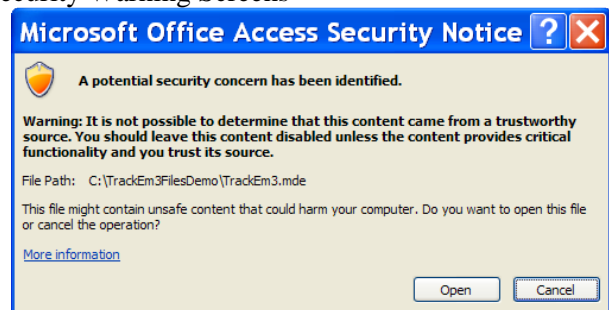 Security Warning Screens
Microsoft Office Access Security Notice
A potential security concern has been identified.
Warning: It is not possible to determine that this content came from a trustworthy
source. You should leave this content disabled unless the content provides critical
functionality and you trust its source.
File Path: C:\TrackEm3FilesDemo\TrackEm3.mde
This file might contain unsafe content that could harm your computer. Do you want to open this file
or cancel the operation?
More information
Open Cancel